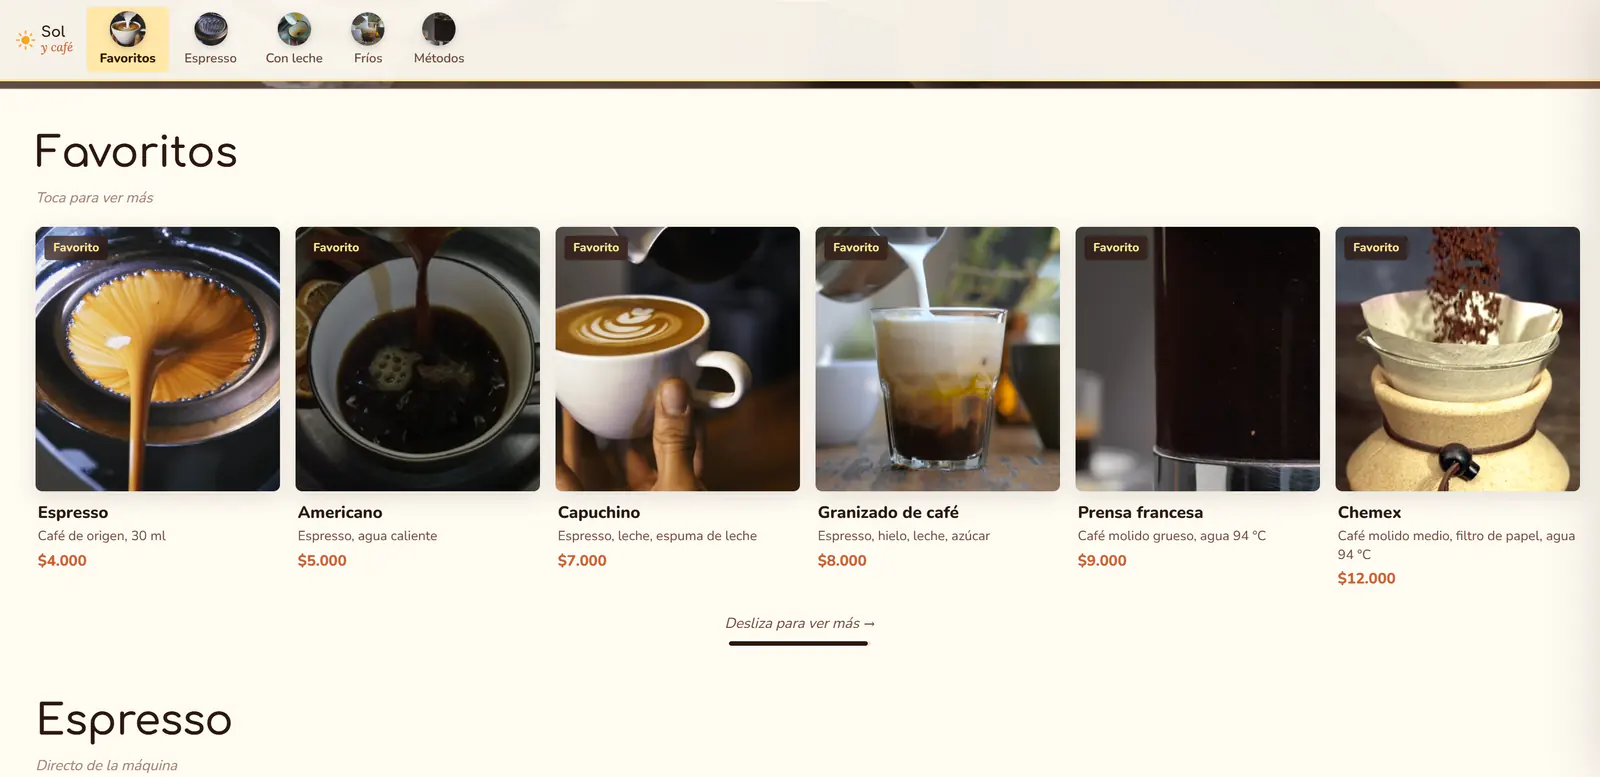 Sol
y café
Favoritos
Espresso
Con leche
Fríos
Métodos
Favoritos
Toca para ver más
Favorito
Favorito
Favorito
Favorito
Favorito
Favorito
Espresso
Café de origen, 30 ml
$4.000
Americano
Espresso, agua caliente
$5.000
Capuchino
Espresso, leche, espuma de leche
$7.000
Granizado de café
Espresso, hielo, leche, azúcar
$8.000
Prensa francesa
Café molido grueso, agua 94 °C
$9.000
Chemex
Café molido medio, filtro de papel, agua
94 °C
$12.000
Desliza para ver más →
Espresso
Directo de la máquina